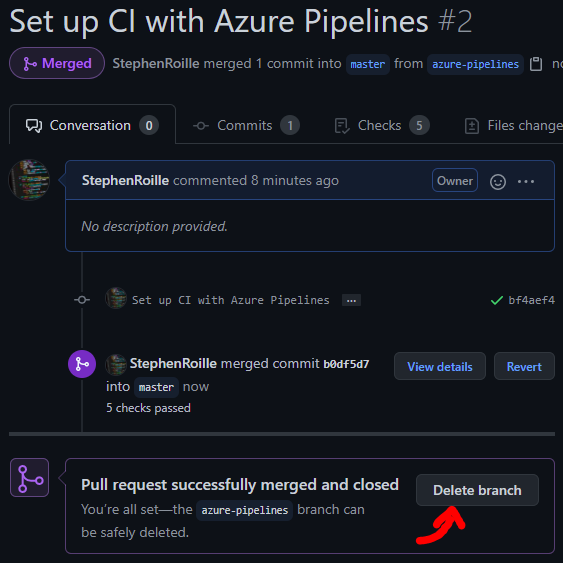 Set up CI with Azure Pipelines #2
Merged StephenRoille merged 1 commit into master from azure-pipelines
Conversation 0 Commits 1 Checks 5 Files change
StephenRoille commented 8 minutes ago Owner ...
No description provided.
Set up CI with Azure Pipelines ... bf4aef4
StephenRoille merged commit b0df5d7 View details Revert
into master now
5 checks passed
Pull request successfully merged and closed Delete branch
You're all set—the azure-pipelines branch can
be safely deleted.